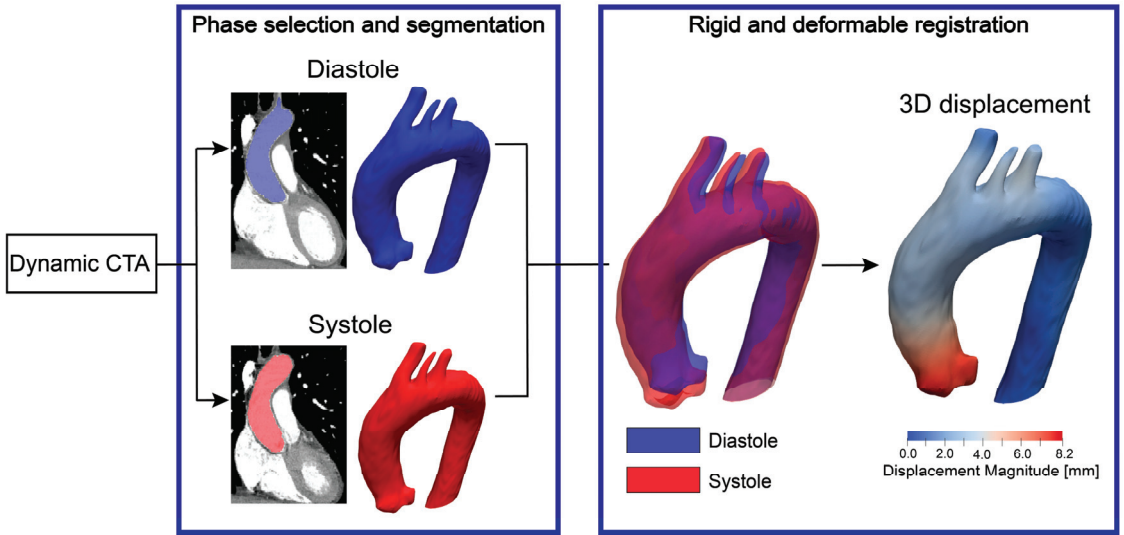 Phase selection and segmentation
Diastole
Dynamic CTA
Systole
Rigid and deformable registration
3D displacement
Diastole
Systole
0.0 2.0 4.0 6.0 8.2
Displacement Magnitude [mm]